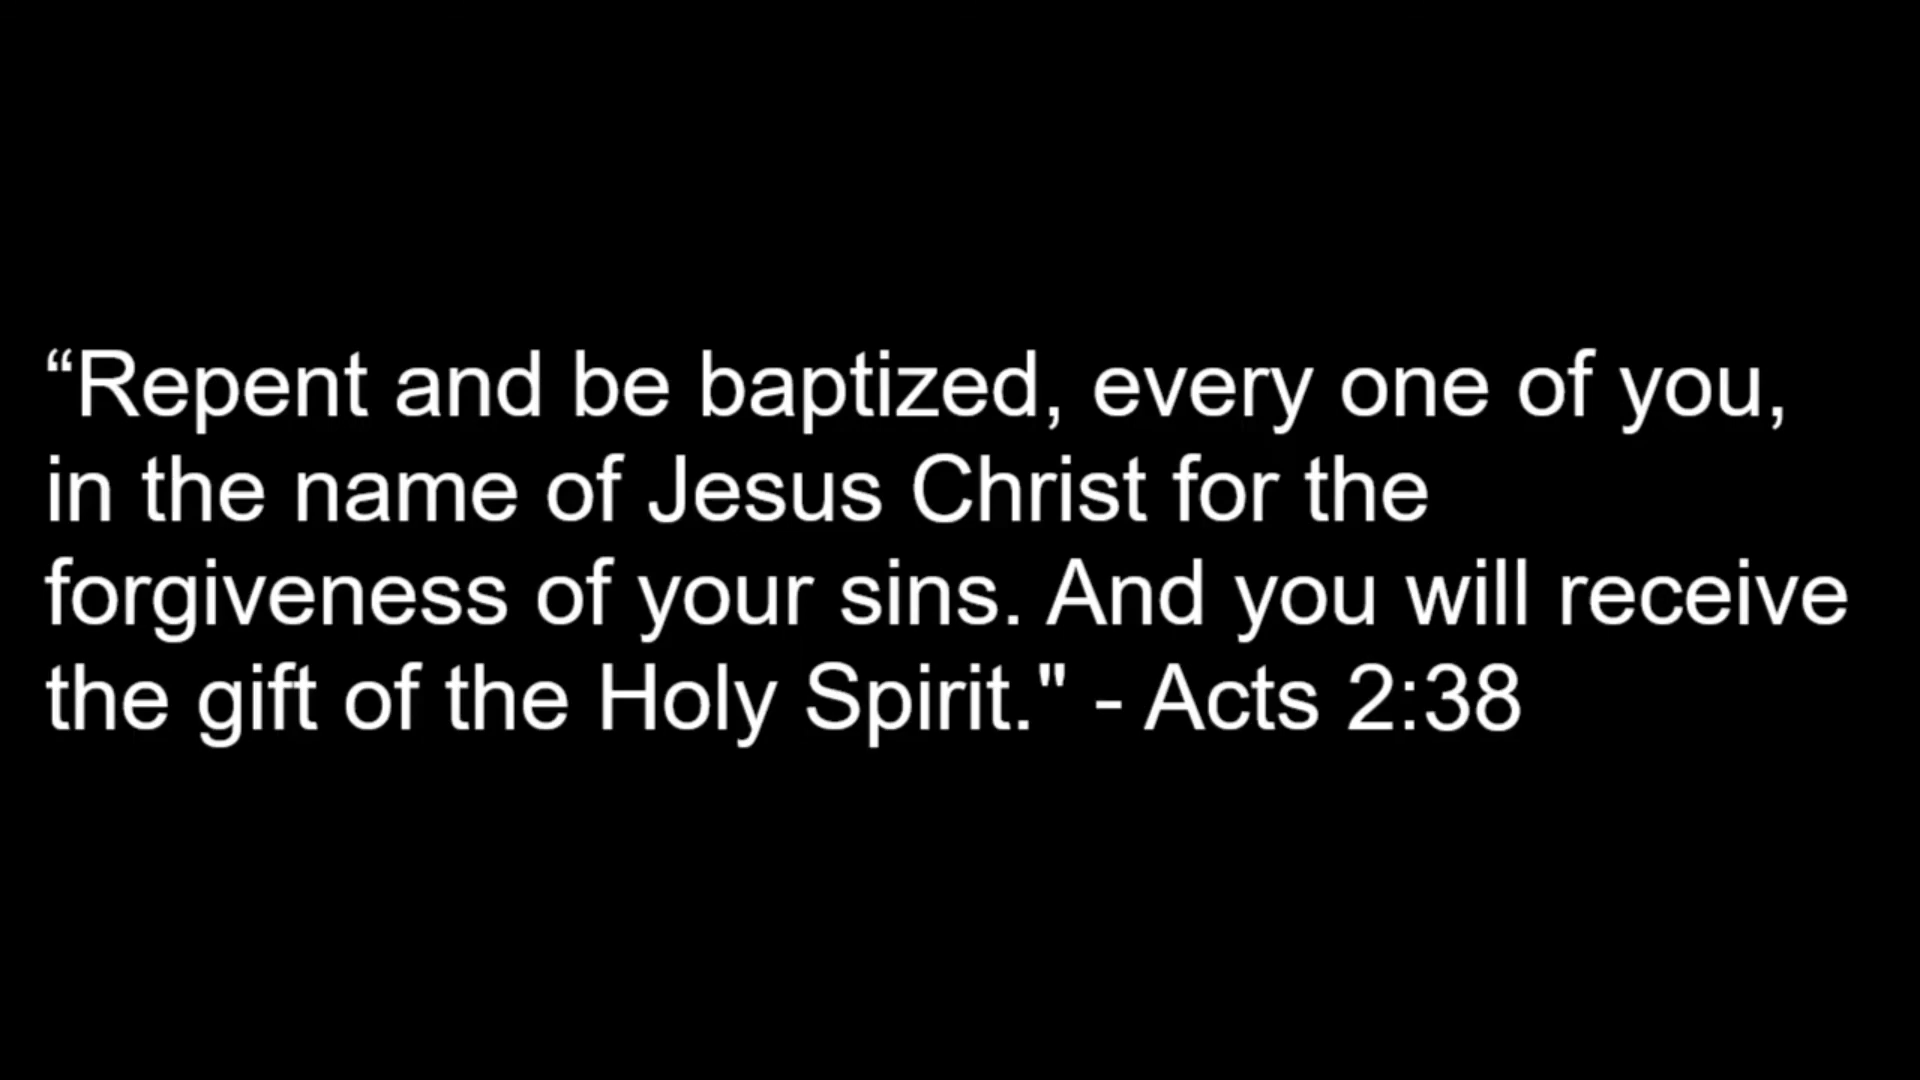 “Repent and be baptized, every one of you,
in the name of Jesus Christ for the
forgiveness of your sins. And you will receive
the gift of the Holy Spirit." - Acts 2:38